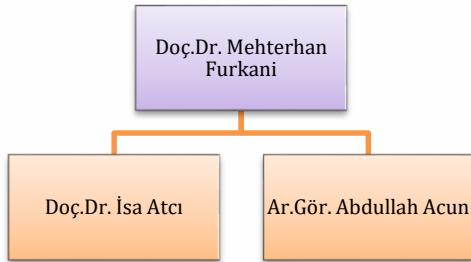 Doç.Dr. Mehterhan
Furkani
Doç.Dr. İsa Atcı
Ar.Gör. Abdullah Acun